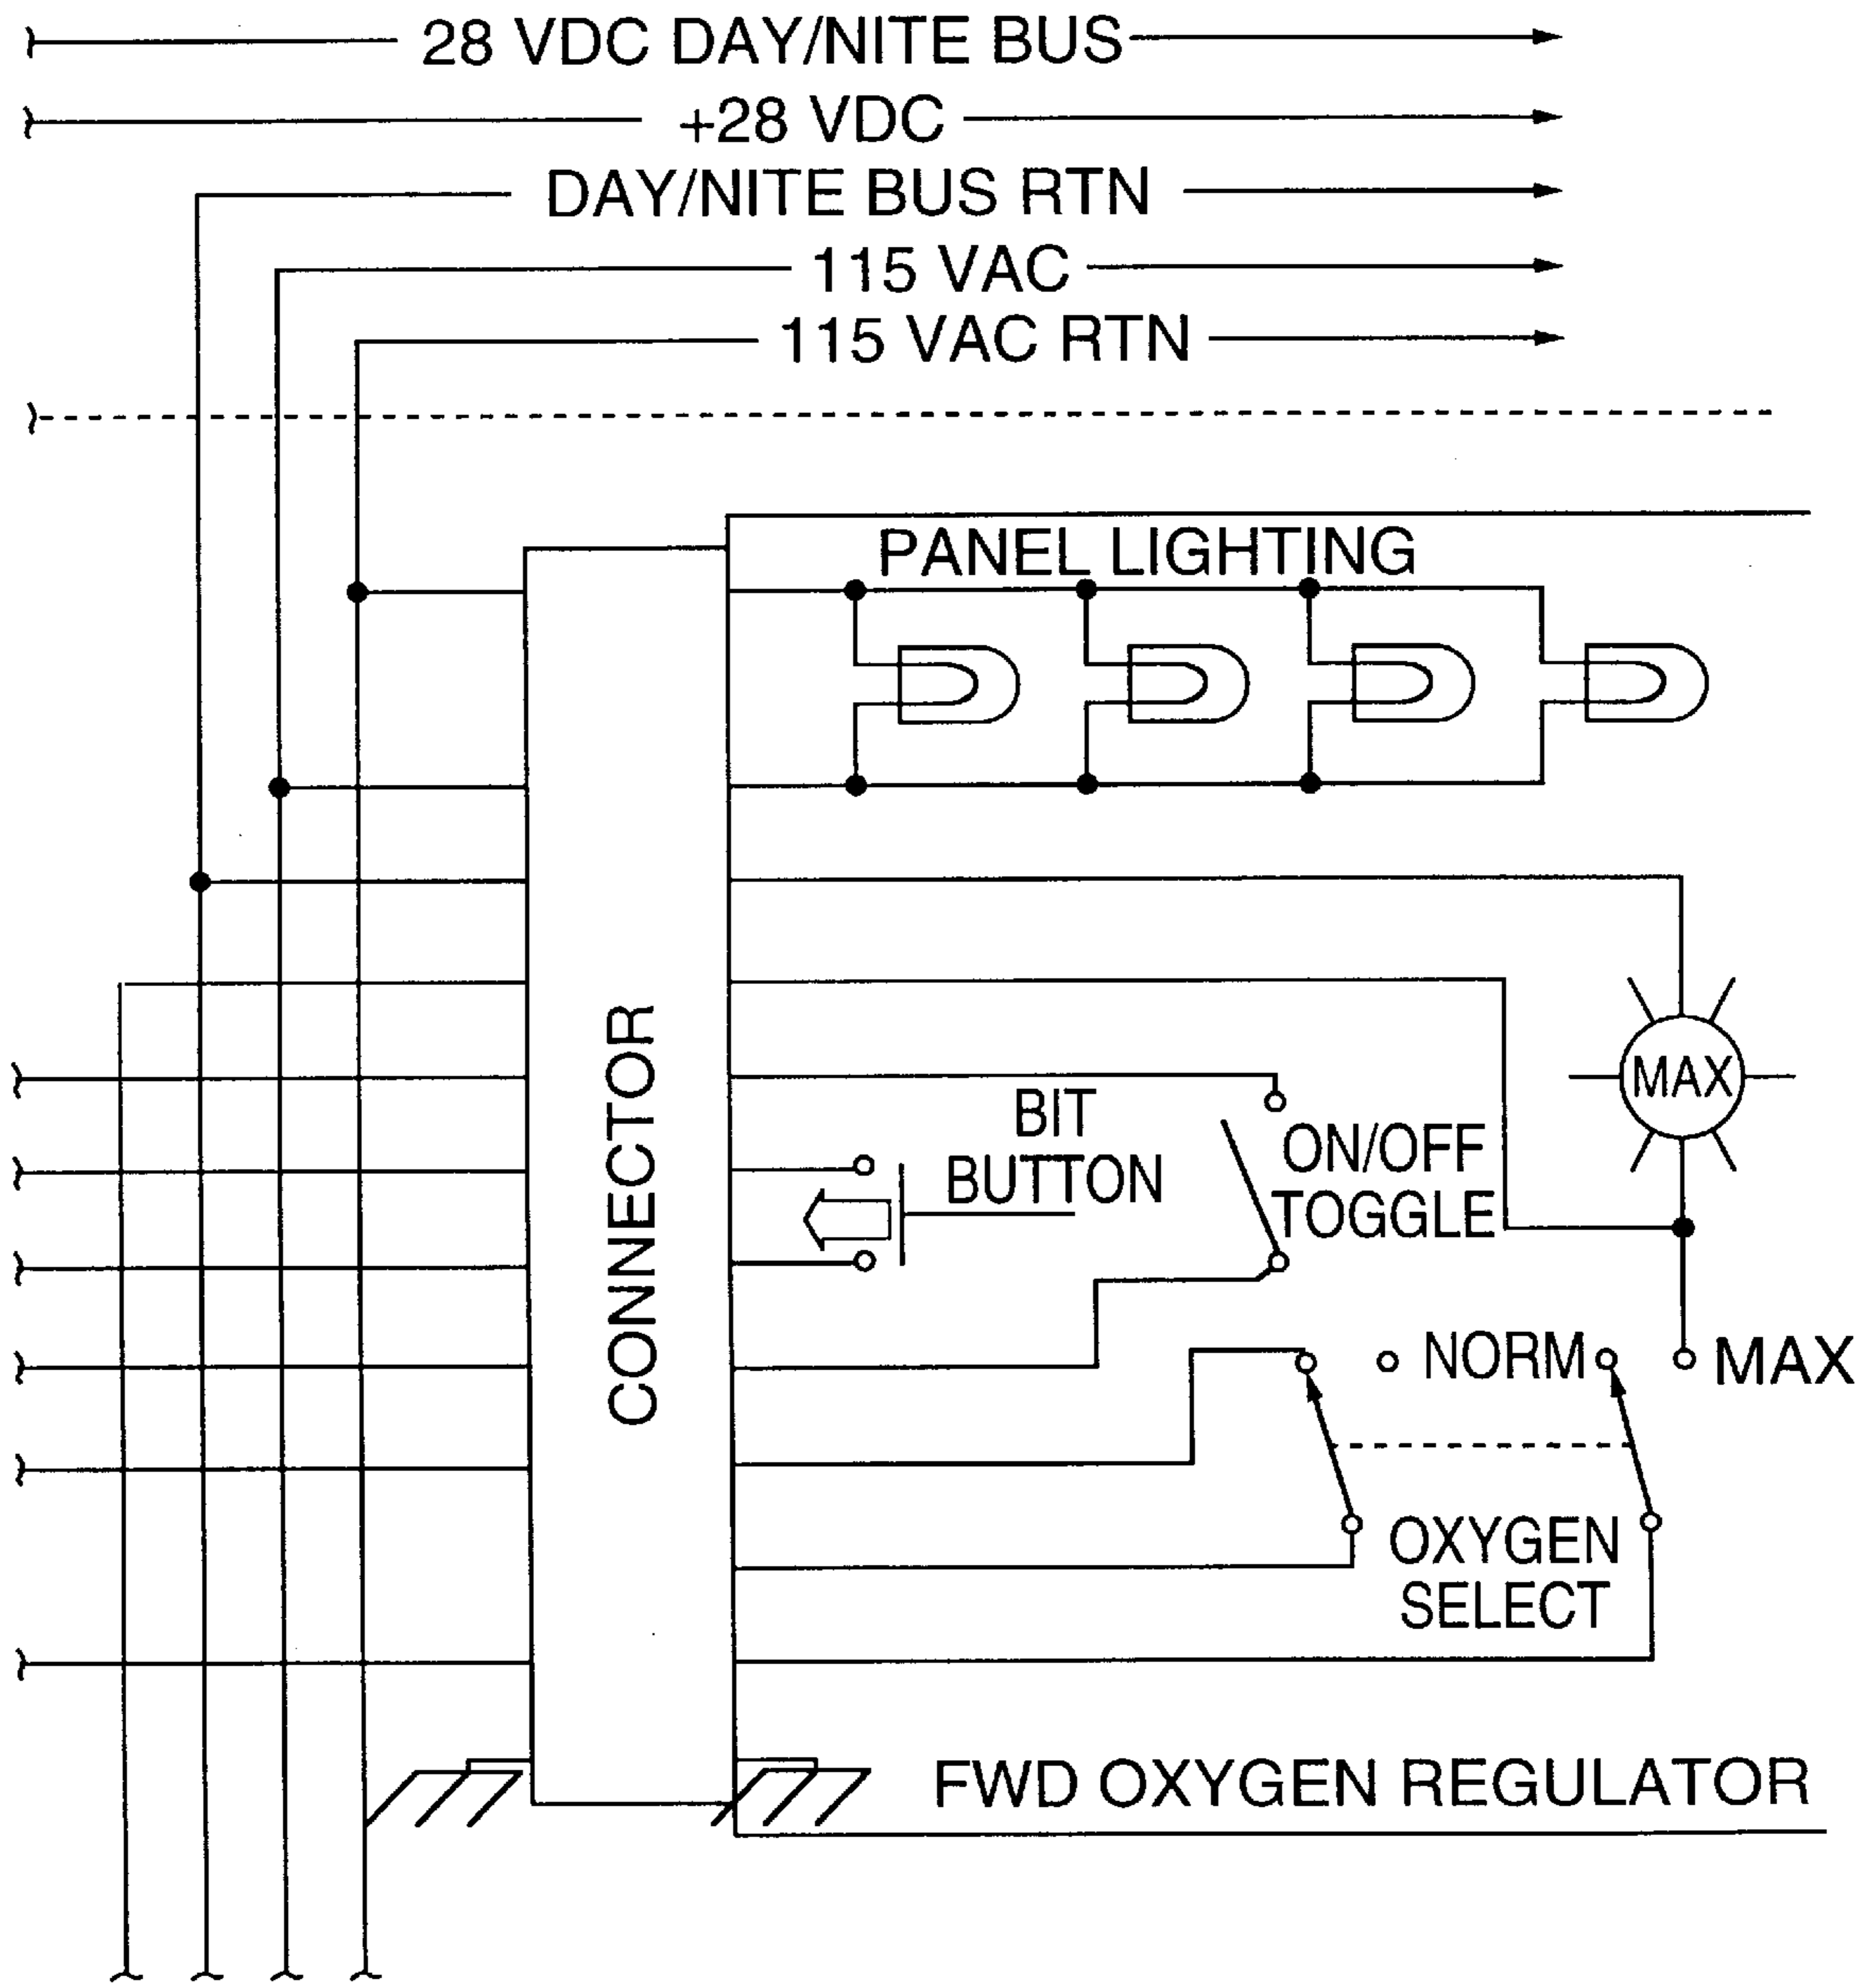 28 VDC DAY/NITE BUS
+28 VDC
DAY/NITE BUS RTN
115 VAC
115 VAC RTN
PANEL LIGHTING
CONNECTOR
MAX
BIT
BUTTON
ON/OFF
TOGGLE
NORM
MAX
OXYGEN
SELECT
FWD OXYGEN REGULATOR